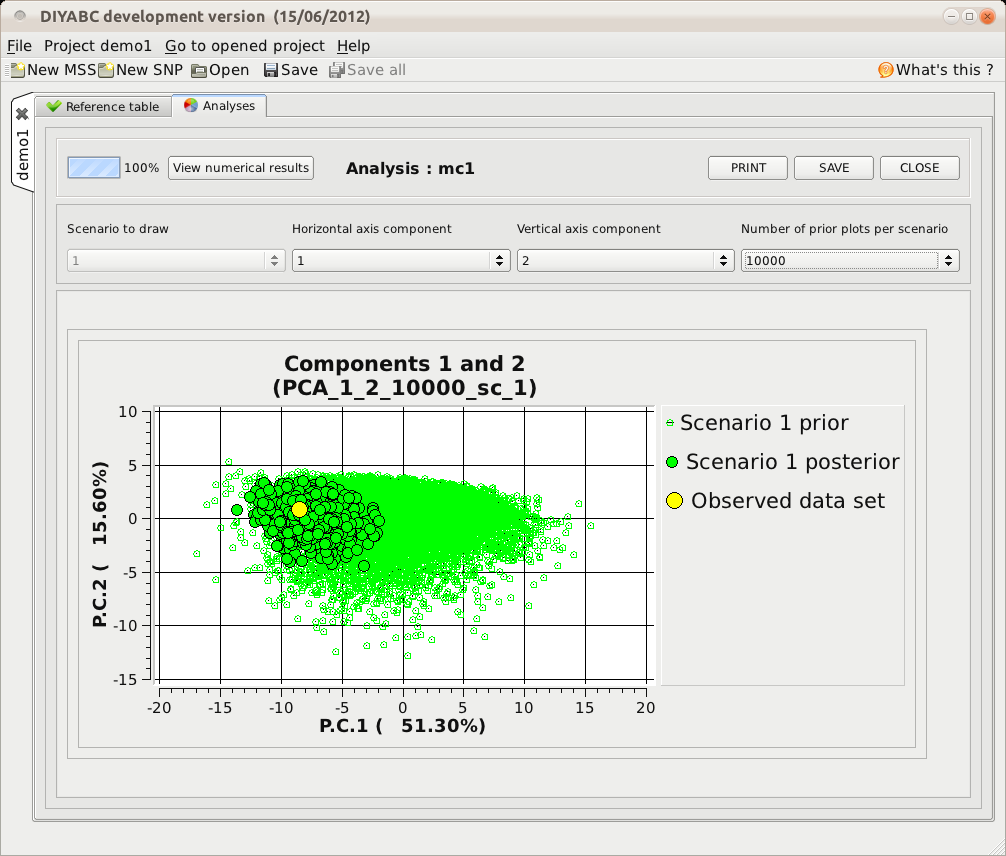 DIYABC development version (15/06/2012)
File Project demo1 Go to opened project Help
New MSS New SNP Open Save Save all What's this ?
demo1
Reference table Analyses
100% View numerical results Analysis : mc1 PRINT SAVE CLOSE
Scenario to draw Horizontal axis component Vertical axis component Number of prior plots per scenario
1 1 2 10000
Components 1 and 2
(PCA_1_2_10000_sc_1)
P.C.2 ( 15.60%)
10
5
0
-5
-10
-15
-20 -15 -10 -5 0 5 10 15 20
P.C.1 ( 51.30%)
Scenario 1 prior
Scenario 1 posterior
Observed data set